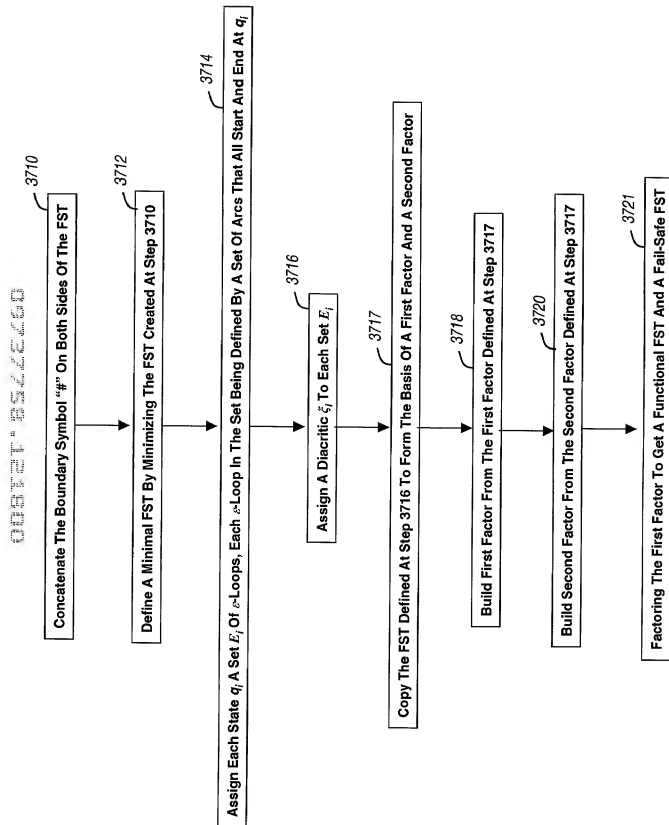 3710
Concatenate The Boundary Symbol "#" On Both Sides Of The FST
3712
Define A Minimal FST By Minimizing The FST Created At Step 3710
3714
Assign Each State qᵢ A Set Eᵢ Of ε-Loops, Each ε-Loop In The Set Being Defined By A Set Of Arcs That All Start And End At qᵢ
3716
Assign A Diacritic ξᵢ To Each Set Eᵢ
3717
Copy The FST Defined At Step 3716 To Form The Basis Of A First Factor And A Second Factor
3718
Build First Factor From The First Factor Defined At Step 3717
3720
Build Second Factor From The Second Factor Defined At Step 3717
3721
Factoring The First Factor To Get A Functional FST And A Fail-Safe FST